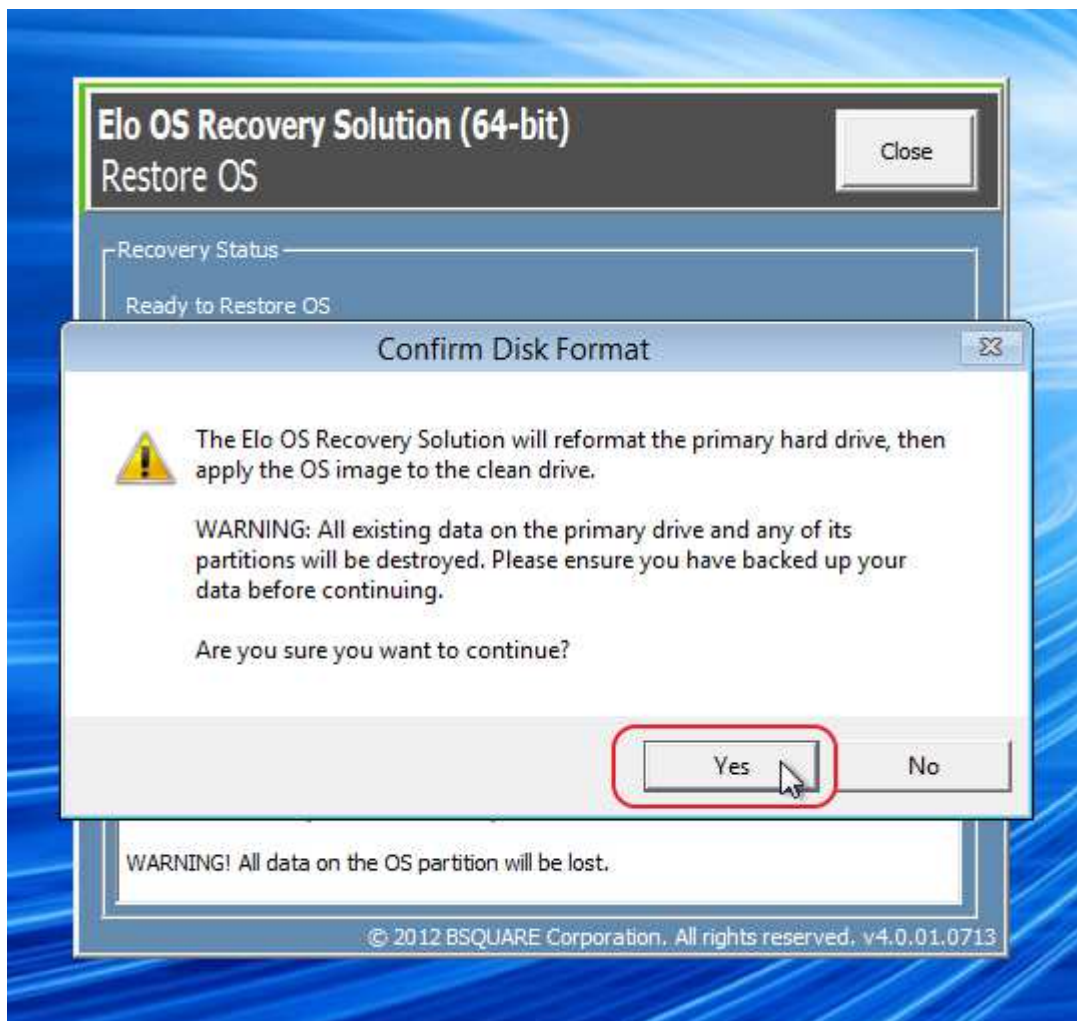 Elo OS Recovery Solution (64-bit)
Restore OS
Close
Recovery Status
Ready to Restore OS
Confirm Disk Format
The Elo OS Recovery Solution will reformat the primary hard drive, then
apply the OS image to the clean drive.
WARNING: All existing data on the primary drive and any of its
partitions will be destroyed. Please ensure you have backed up your
data before continuing.
Are you sure you want to continue?
Yes
No
WARNING! All data on the OS partition will be lost.
© 2012 BSQUARE Corporation. All rights reserved. v4.0.01.0713